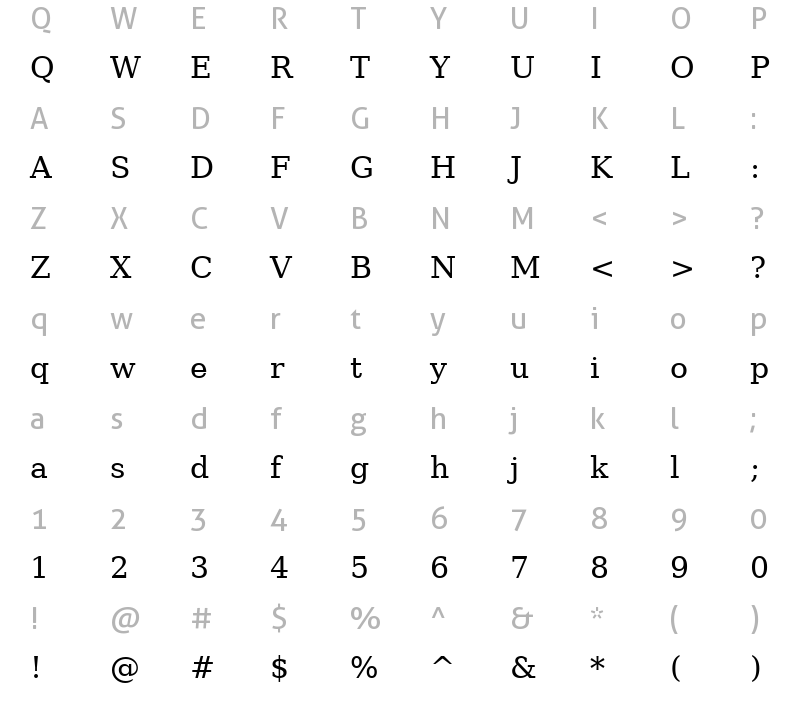 Q W E R T Y U I O P
Q W E R T Y U I O P
A S D F G H J K L :
A S D F G H J K L :
Z X C V B N M < > ?
Z X C V B N M < > ?
q w e r t y u i o p
q w e r t y u i o p
a s d f g h j k l ;
a s d f g h j k l ;
1 2 3 4 5 6 7 8 9 0
1 2 3 4 5 6 7 8 9 0
! @ # $ % ^ & * ( )
! @ # $ % ^ & * ( )